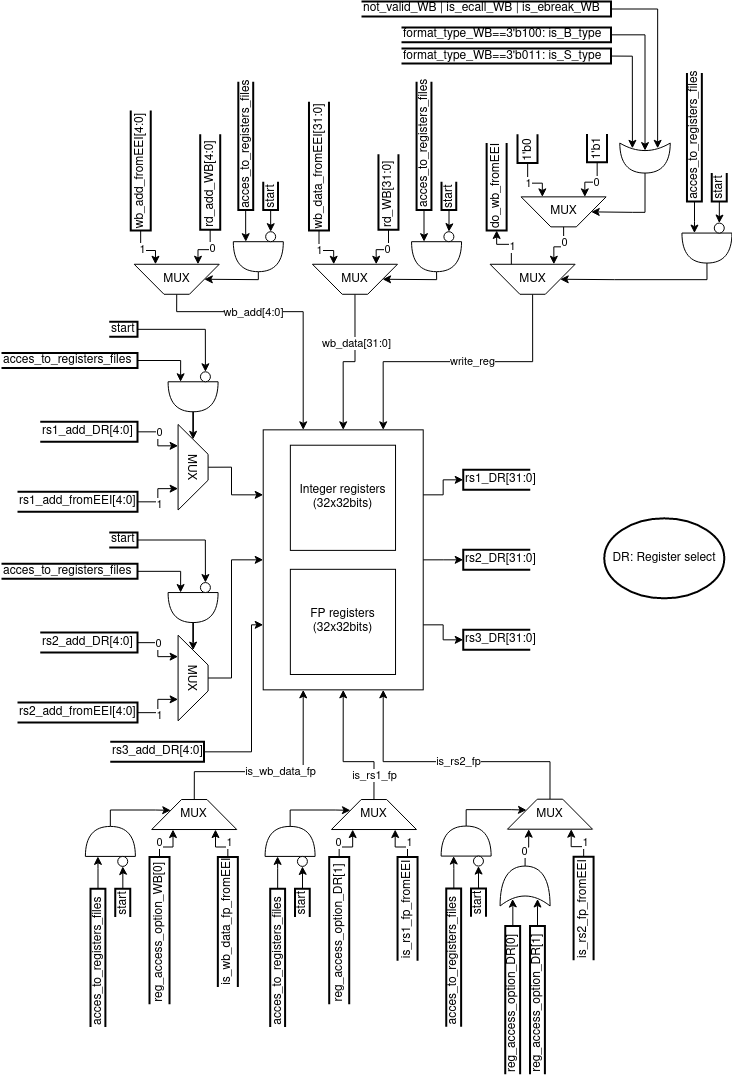 not_valid_WB | is_ecall_WB | is_ebreak_WB
format_type_WB==3'b100: is_B_type
format_type_WB==3'b011: is_S_type
wb_add_fromEEI[4:0]
rd_add_WB[4:0]
acces_to_registers_files
start
wb_data_fromEEI[31:0]
rd_WB[31:0]
acces_to_registers_files
start
do_wb_fromEEI
1'b0
1'b1
acces_to_registers_files
start
1
0
MUX
1
0
MUX
1
0
MUX
0
1
MUX
wb_add[4:0]
wb_data[31:0]
write_reg
start
acces_to_registers_files
rs1_add_DR[4:0]
0
MUX
rs1_add_fromEEI[4:0]
1
start
acces_to_registers_files
rs2_add_DR[4:0]
0
MUX
rs2_add_fromEEI[4:0]
1
rs3_add_DR[4:0]
Integer registers
(32x32bits)
FP registers
(32x32bits)
rs1_DR[31:0]
rs2_DR[31:0]
rs3_DR[31:0]
DR: Register select
is_wb_data_fp
is_rs1_fp
is_rs2_fp
MUX
0
1
MUX
0
1
MUX
0
1
acces_to_registers_files
start
reg_access_option_WB[0]
is_wb_data_fp_fromEEI
acces_to_registers_files
start
reg_access_option_DR[1]
is_rs1_fp_fromEEI
acces_to_registers_files
start
reg_access_option_DR[0]
reg_access_option_DR[1]
is_rs2_fp_fromEEI